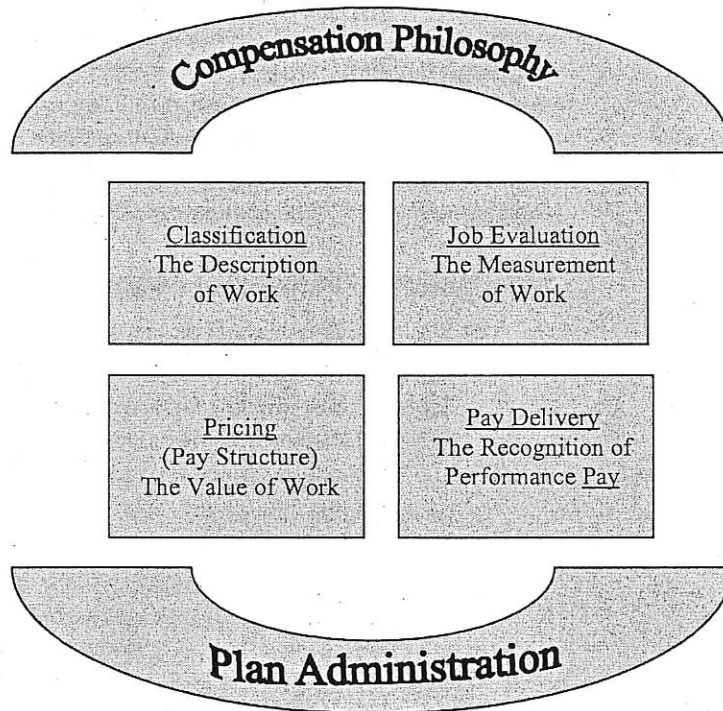 Compensation Philosophy
Classification
The Description
of Work
Job Evaluation
The Measurement
of Work
Pricing
(Pay Structure)
The Value of Work
Pay Delivery
The Recognition of
Performance Pay
Plan Administration